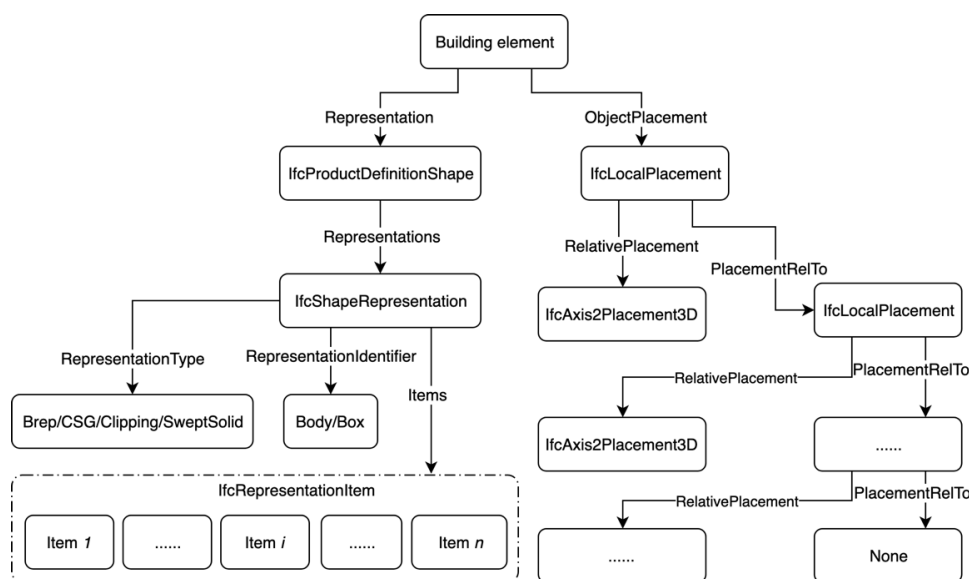 Building element
Representation
ObjectPlacement
IfcProductDefinitionShape
IfcLocalPlacement
Representations
RelativePlacement
PlacementRelTo
IfcShapeRepresentation
IfcAxis2Placement3D
IfcLocalPlacement
RepresentationType
RepresentationIdentifier
Items
RelativePlacement
PlacementRelTo
Brep/CSG/Clipping/SweptSolid
Body/Box
IfcAxis2Placement3D
......
IfcRepresentationItem
RelativePlacement
PlacementRelTo
Item 1
......
Item i
......
Item n
......
None